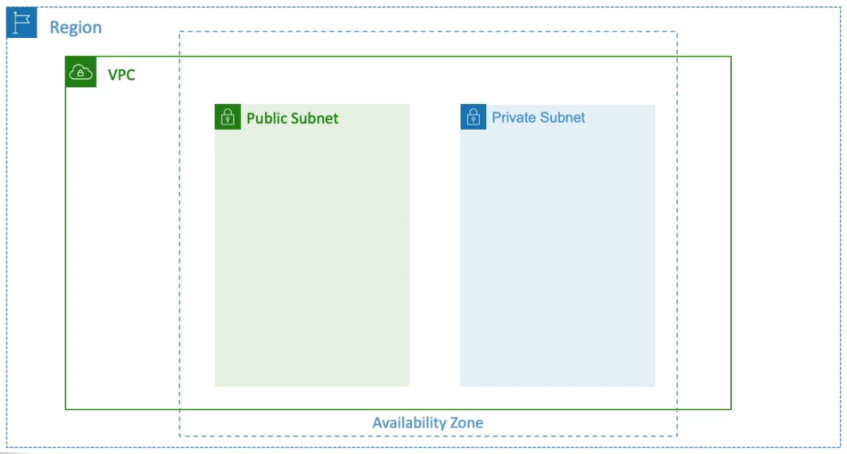 Region
VPC
Public Subnet
Private Subnet
Availability Zone